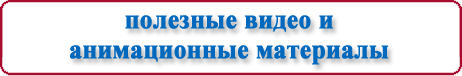 полезные видео и
анимационные материалы